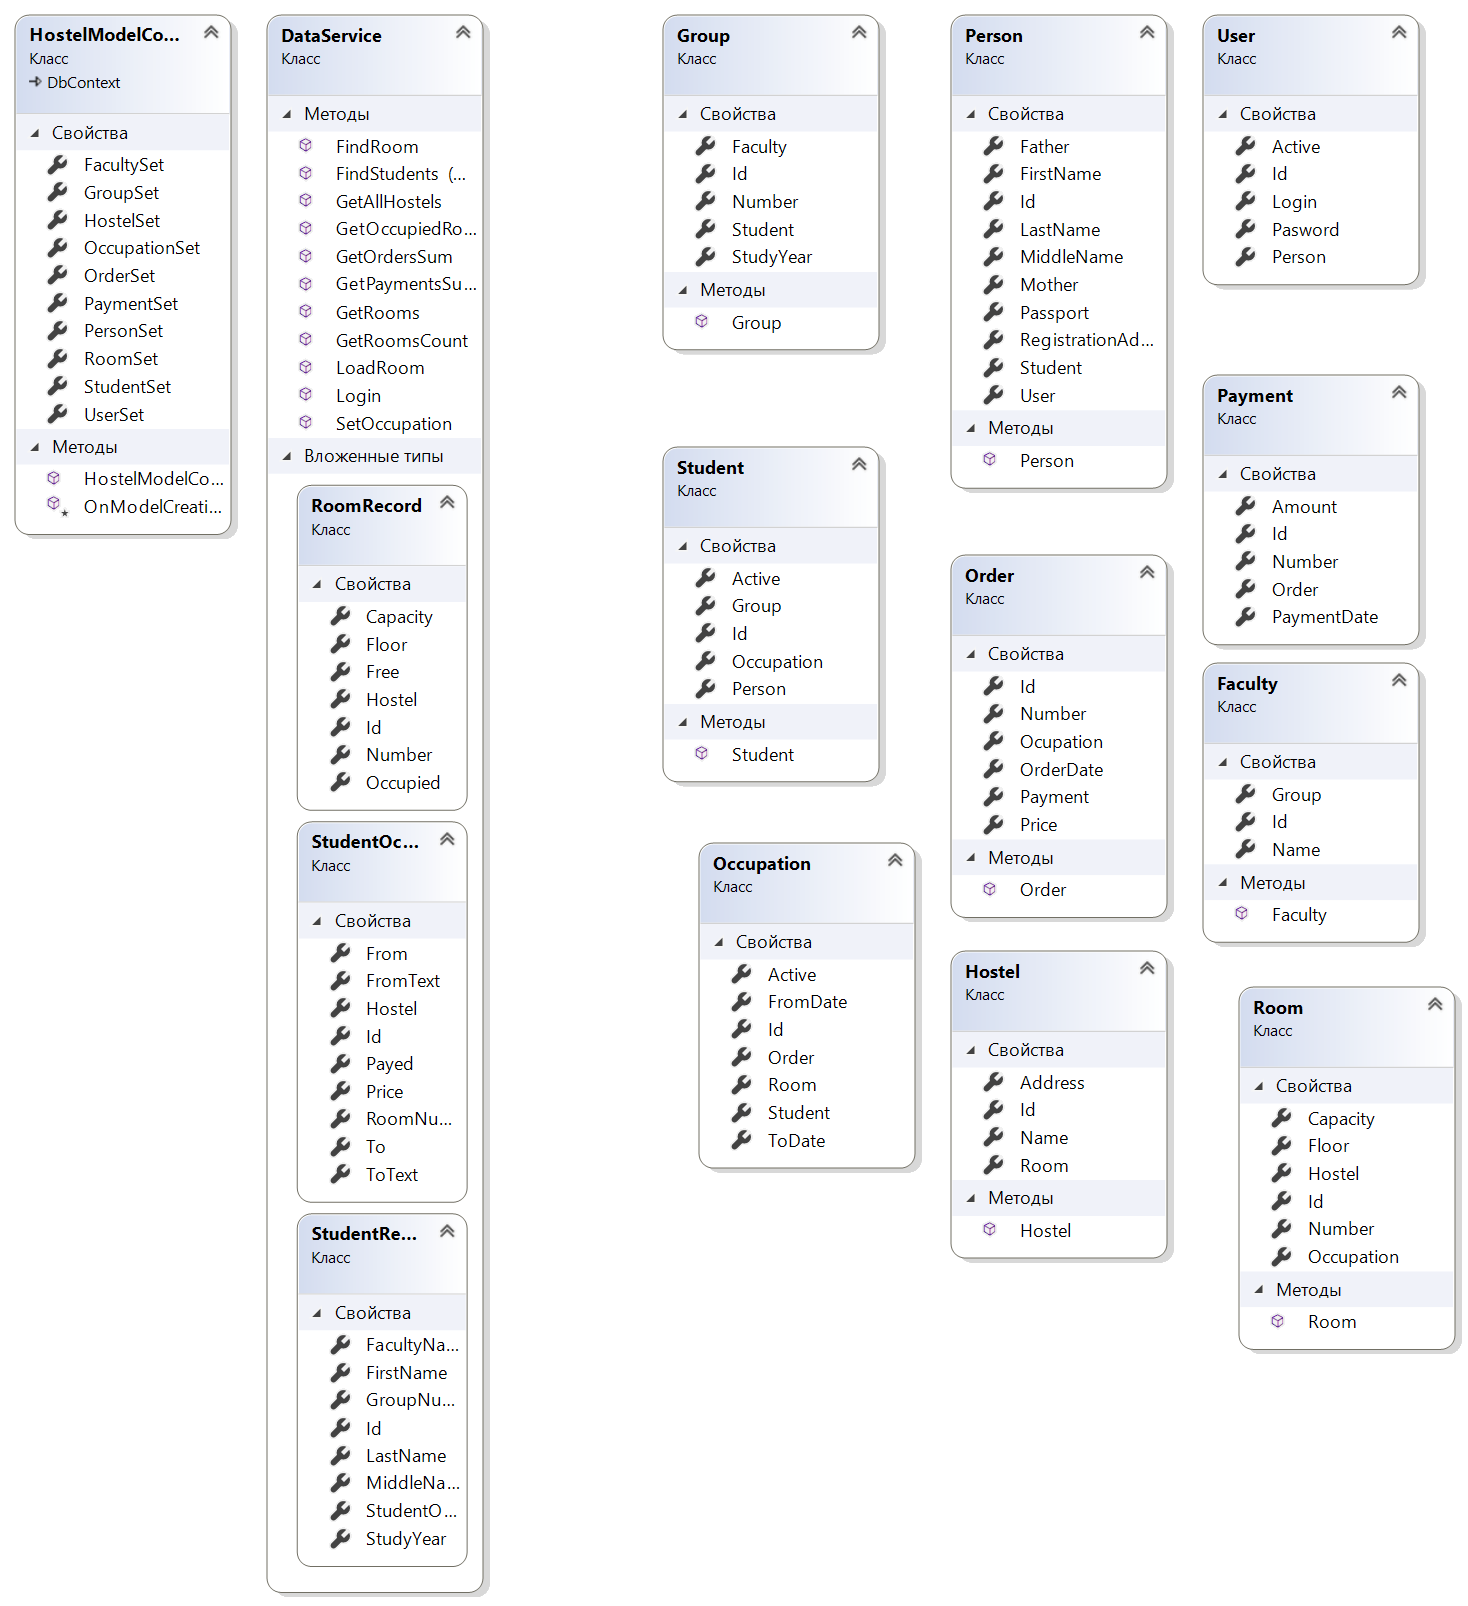 HostelModelCo...
Класс
DbContext
Свойства
FacultySet
GroupSet
HostelSet
OccupationSet
OrderSet
PaymentSet
PersonSet
RoomSet
StudentSet
UserSet
Методы
HostelModelCo...
OnModelCreati...
DataService
Класс
Методы
FindRoom
FindStudents (...
GetAllHostels
GetOccupiedRo...
GetOrdersSum
GetPaymentsSu...
GetRooms
GetRoomsCount
LoadRoom
Login
SetOccupation
Вложенные типы
RoomRecord
Класс
Свойства
Capacity
Floor
Free
Hostel
Id
Number
Occupied
StudentOc...
Класс
Свойства
From
FromText
Hostel
Id
Payed
Price
RoomNu...
To
ToText
StudentRe...
Класс
Свойства
FacultyNa...
FirstName
GroupNu...
Id
LastName
MiddleNa...
StudentO...
StudyYear
Group
Класс
Свойства
Faculty
Id
Number
Student
StudyYear
Методы
Group
Student
Класс
Свойства
Active
Group
Id
Occupation
Person
Методы
Student
Occupation
Класс
Свойства
Active
FromDate
Id
Order
Room
Student
ToDate
Person
Класс
Свойства
Father
FirstName
Id
LastName
MiddleName
Mother
Passport
RegistrationAd...
Student
User
Методы
Person
Order
Класс
Свойства
Id
Number
Ocupation
OrderDate
Payment
Price
Методы
Order
Hostel
Класс
Свойства
Address
Id
Name
Room
Методы
Hostel
User
Класс
Свойства
Active
Id
Login
Pasword
Person
Payment
Класс
Свойства
Amount
Id
Number
Order
PaymentDate
Faculty
Класс
Свойства
Group
Id
Name
Методы
Faculty
Room
Класс
Свойства
Capacity
Floor
Hostel
Id
Number
Occupation
Методы
Room